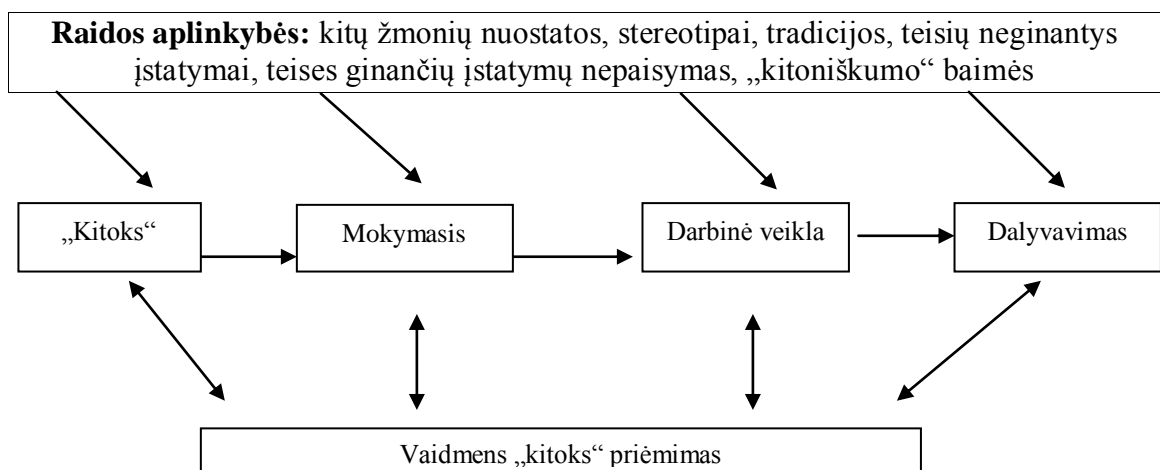 Raidos aplinkybės: kitų žmonių nuostatos, stereotipai, tradicijos, teisių neginantys
įstatymai, teises ginančių įstatymų nepaisymas, „kitoniškumo“ baimės
„Kitoks“
Mokymasis
Darbinė veikla
Dalyvavimas
Vaidmens „kitoks“ priėmimas